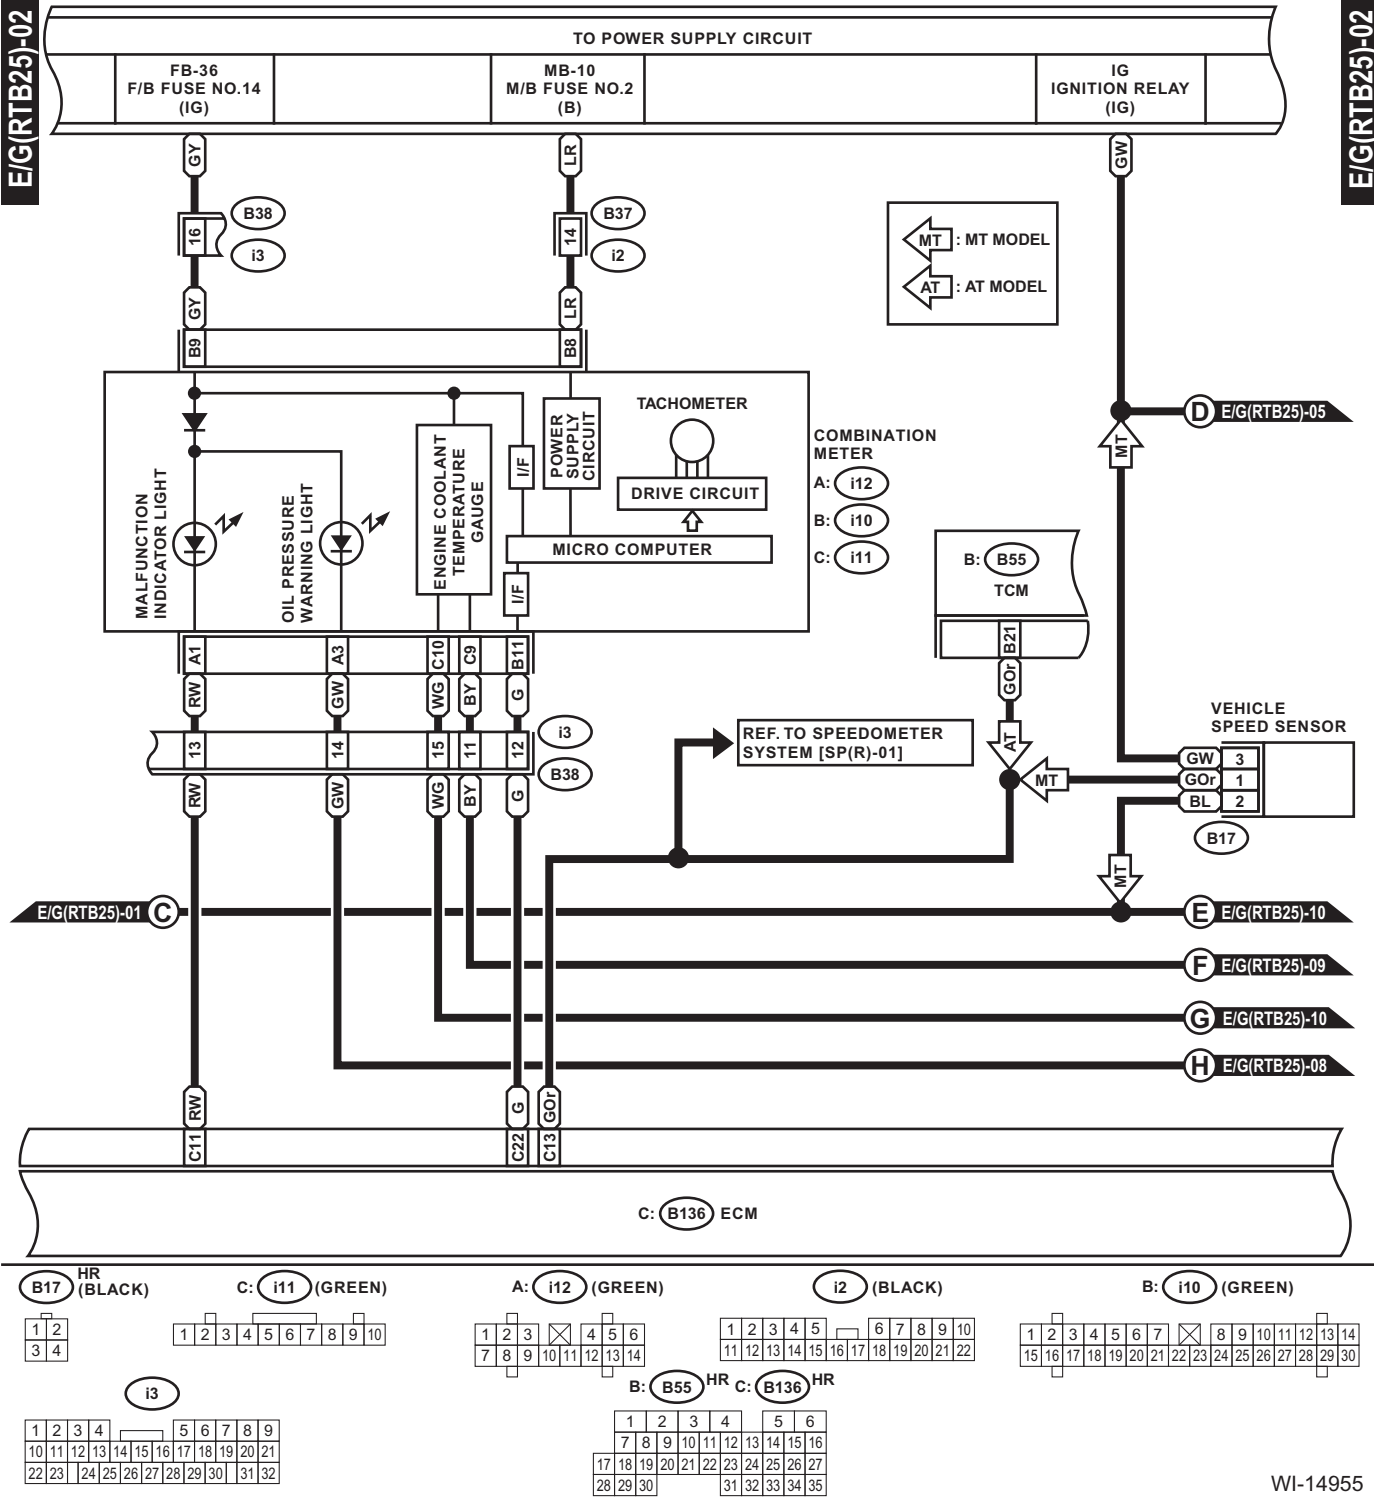 E/G(RTB25)-02
E/G(RTB25)-02
TO POWER SUPPLY CIRCUIT
FB-36
F/B FUSE NO.14
(IG)
MB-10
M/B FUSE NO.2
(B)
IG
IGNITION RELAY
(IG)
GY
LR
GW
16
B38
i3
14
B37
i2
MT : MT MODEL
AT : AT MODEL
GY
LR
B9
B8
TACHOMETER
DRIVE CIRCUIT
MICRO COMPUTER
POWER
SUPPLY
CIRCUIT
I/F
I/F
ENGINE COOLANT
TEMPERATURE
GAUGE
MALFUNCTION
INDICATOR LIGHT
OIL PRESSURE
WARNING LIGHT
COMBINATION
METER
A: i12
B: i10
C: i11
D E/G(RTB25)-05
MT
B: B55
TCM
B21
GOr
AT
A1 A3 C10 C9 B11
RW GW WG BY G
13 14 15 11 12
i3
B38
RW GW WG BY G
REF. TO SPEEDOMETER
SYSTEM [SP(R)-01]
MT
VEHICLE
SPEED SENSOR
GW 3
GOr 1
BL 2
B17
MT
E/G(RTB25)-01 C
E E/G(RTB25)-10
F E/G(RTB25)-09
G E/G(RTB25)-10
H E/G(RTB25)-08
RW G GOr
C11 C22 C13
C: B136 ECM
B17 HR
(BLACK)
1 2
3 4
C: i11 (GREEN)
1 2 3 4 5 6 7 8 9 10
A: i12 (GREEN)
1 2 3 4 5 6
7 8 9 10 11 12 13 14
i2 (BLACK)
1 2 3 4 5 6 7 8 9 10
11 12 13 14 15 16 17 18 19 20 21 22
B: i10 (GREEN)
1 2 3 4 5 6 7 8 9 10 11 12 13 14
15 16 17 18 19 20 21 22 23 24 25 26 27 28 29 30
i3
1 2 3 4 5 6 7 8 9
10 11 12 13 14 15 16 17 18 19 20 21
22 23 24 25 26 27 28 29 30 31 32
B: B55 HR C: B136 HR
1 2 3 4 5 6
7 8 9 10 11 12 13 14 15 16
17 18 19 20 21 22 23 24 25 26 27
28 29 30 31 32 33 34 35
WI-14955